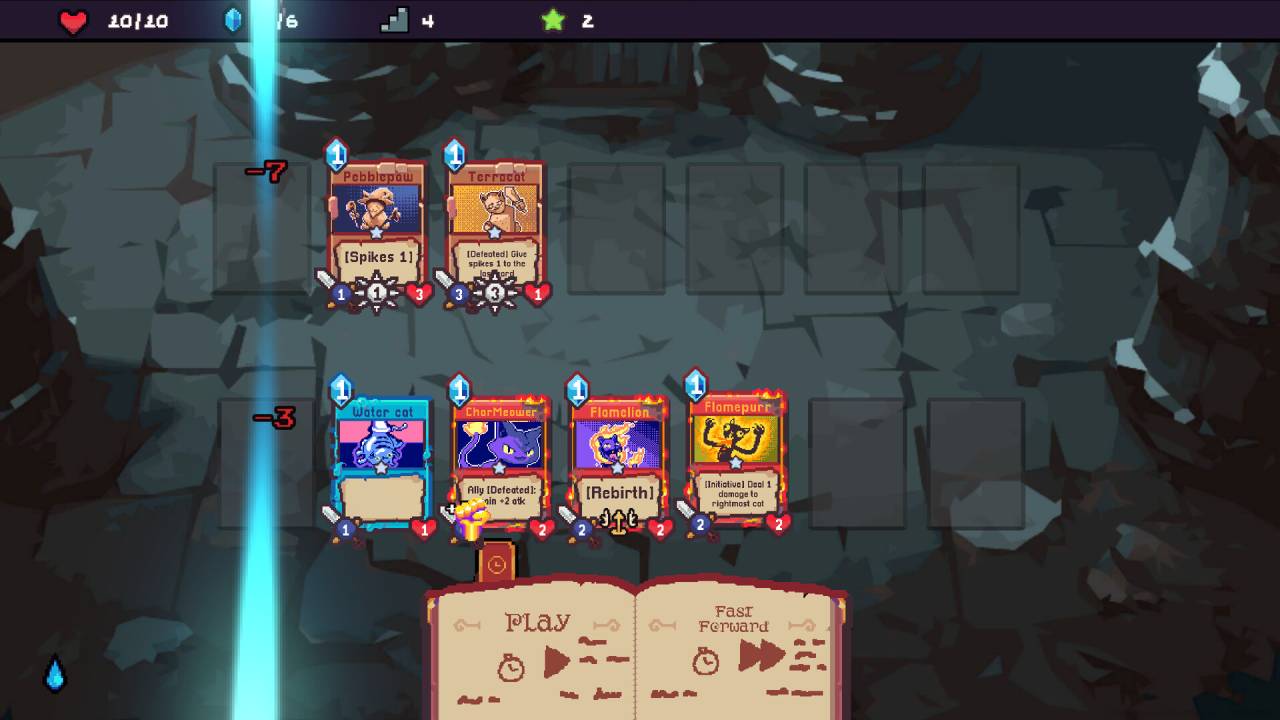 10/10
/6
4
2
-7
1
1
Pebblepaw
Terracat
[Spikes 1]
[Defeated] Give
spikes 1 to the
1
1
3
3
3
1
-3
1
1
1
1
Water cat
CharMeower
Flamelion
Flamepurr
Ally [Defeated]:
+2 atk
[Rebirth]
[Initiative] Deal 1
damage to
rightmost cat
1
1
2
2
2
2
2
Play
Fast
Forward